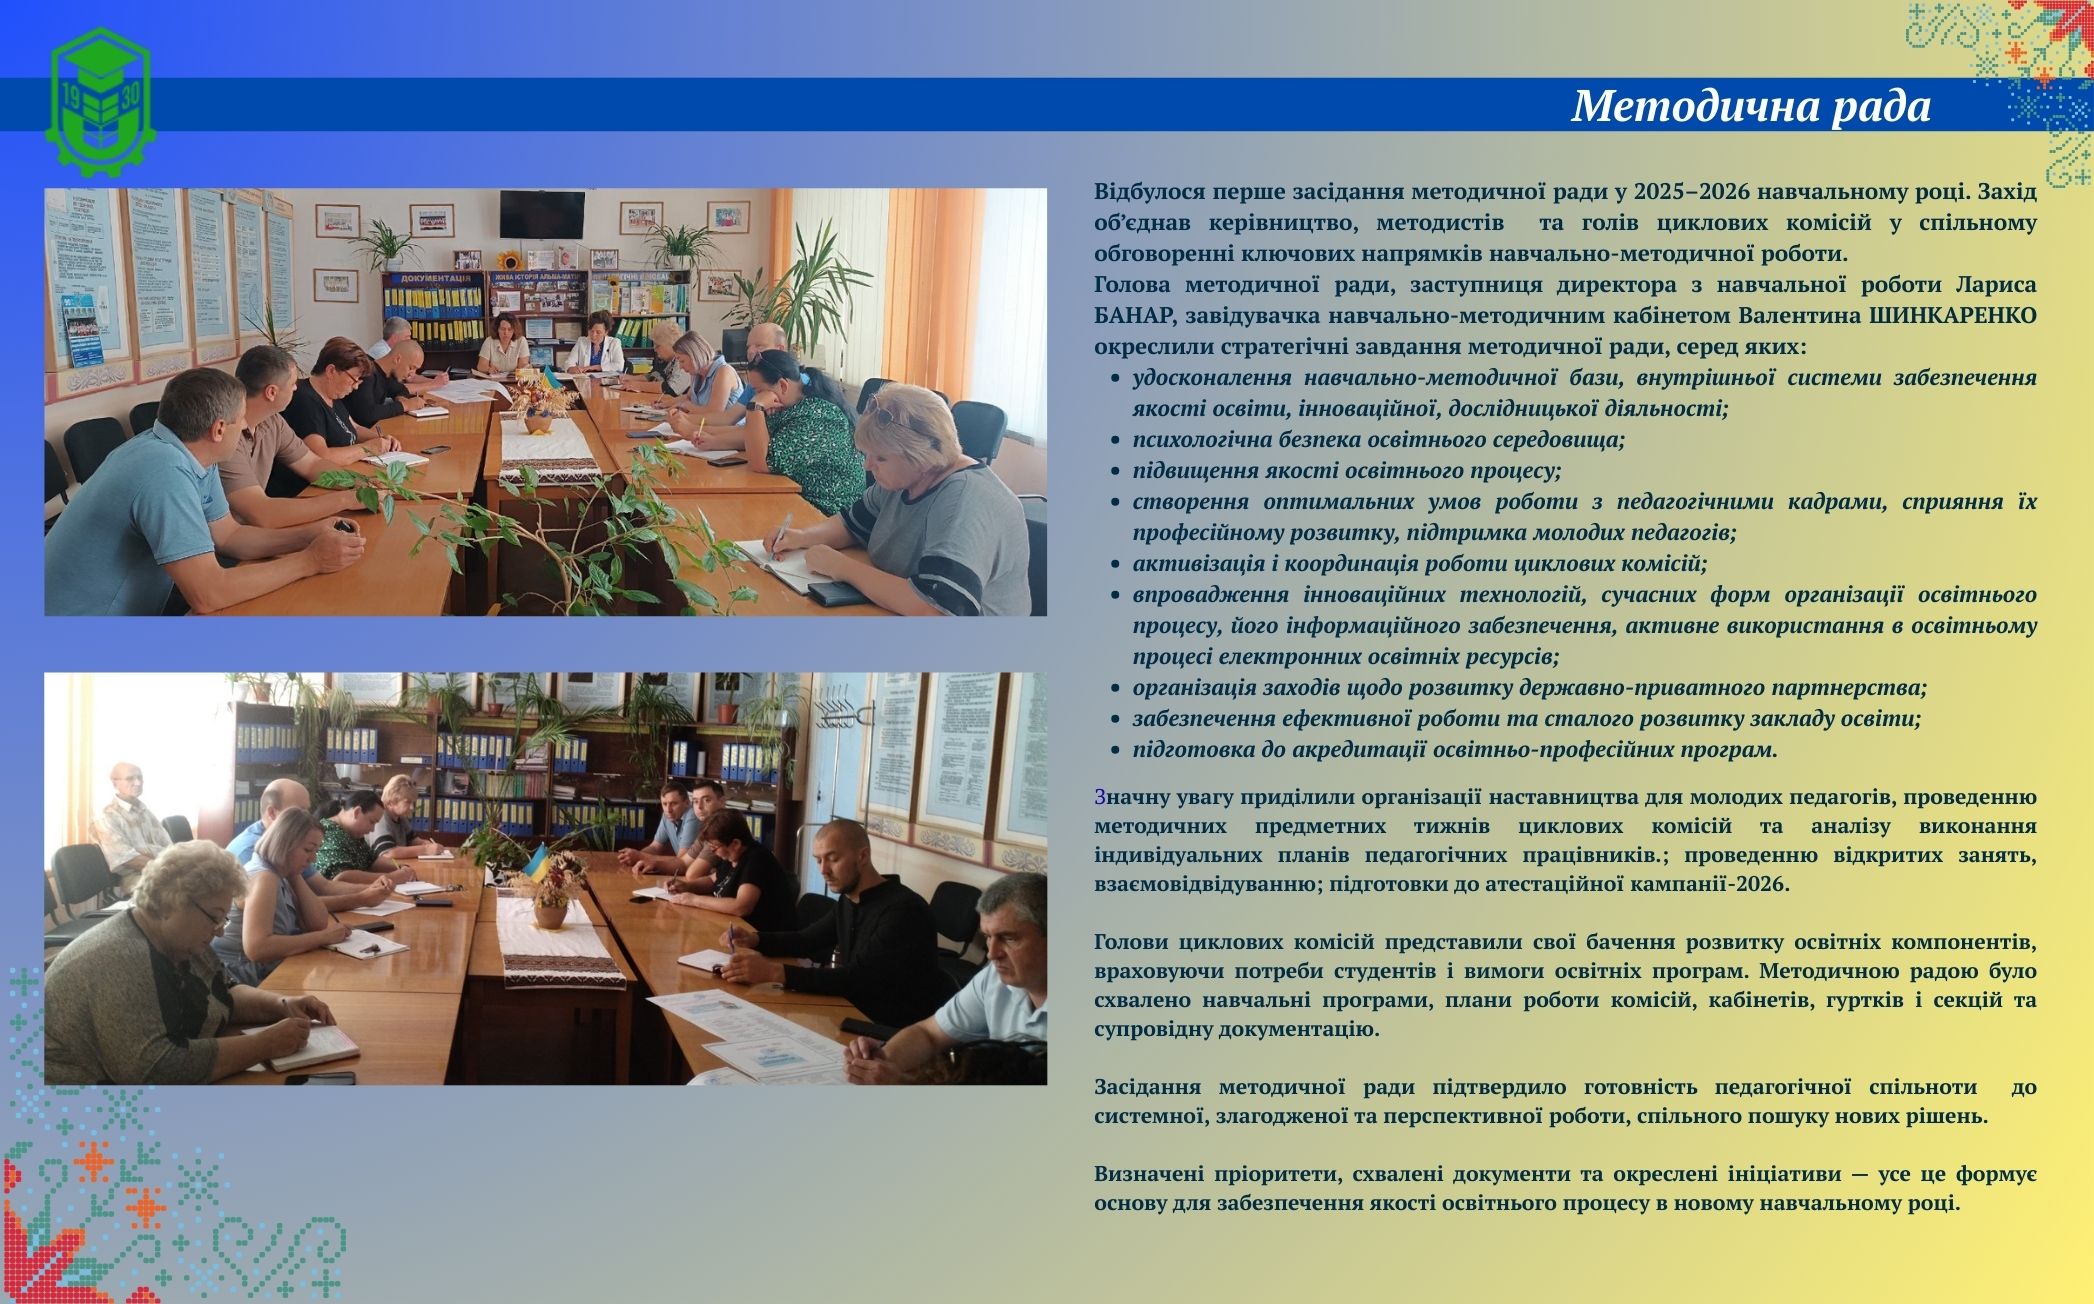 19 30
Методична рада
ДОКУМЕНТАЦІЯ
ЖИВА ІСТОРІЯ АЛЬМА-МАТЕР
Відбулося перше засідання методичної ради у 2025–2026 навчальному році. Захід
об’єднав керівництво, методистів та голів циклових комісій у спільному
обговоренні ключових напрямків навчально-методичної роботи.
Голова методичної ради, заступниця директора з навчальної роботи Лариса
БАНАР, завідувачка навчально-методичним кабінетом Валентина ШИНКАРЕНКО
окреслили стратегічні завдання методичної ради, серед яких:
• удосконалення навчально-методичної бази, внутрішньої системи забезпечення
якості освіти, інноваційної, дослідницької діяльності;
• психологічна безпека освітнього середовища;
• підвищення якості освітнього процесу;
• створення оптимальних умов роботи з педагогічними кадрами, сприяння їх
професійному розвитку, підтримка молодих педагогів;
• активізація і координація роботи циклових комісій;
• впровадження інноваційних технологій, сучасних форм організації освітнього
процесу, його інформаційного забезпечення, активне використання в освітньому
процесі електронних освітніх ресурсів;
• організація заходів щодо розвитку державно-приватного партнерства;
• забезпечення ефективної роботи та сталого розвитку закладу освіти;
• підготовка до акредитації освітньо-професійних програм.
Значну увагу приділили організації наставництва для молодих педагогів, проведенню
методичних предметних тижнів циклових комісій та аналізу виконання
індивідуальних планів педагогічних працівників.; проведенню відкритих занять,
взаємовідвідуванню; підготовки до атестаційної кампанії-2026.
Голови циклових комісій представили свої бачення розвитку освітніх компонентів,
враховуючи потреби студентів і вимоги освітніх програм. Методичною радою було
схвалено навчальні програми, плани роботи комісій, кабінетів, гуртків і секцій та
супровідну документацію.
Засідання методичної ради підтвердило готовність педагогічної спільноти до
системної, злагодженої та перспективної роботи, спільного пошуку нових рішень.
Визначені пріоритети, схвалені документи та окреслені ініціативи — усе це формує
основу для забезпечення якості освітнього процесу в новому навчальному році.